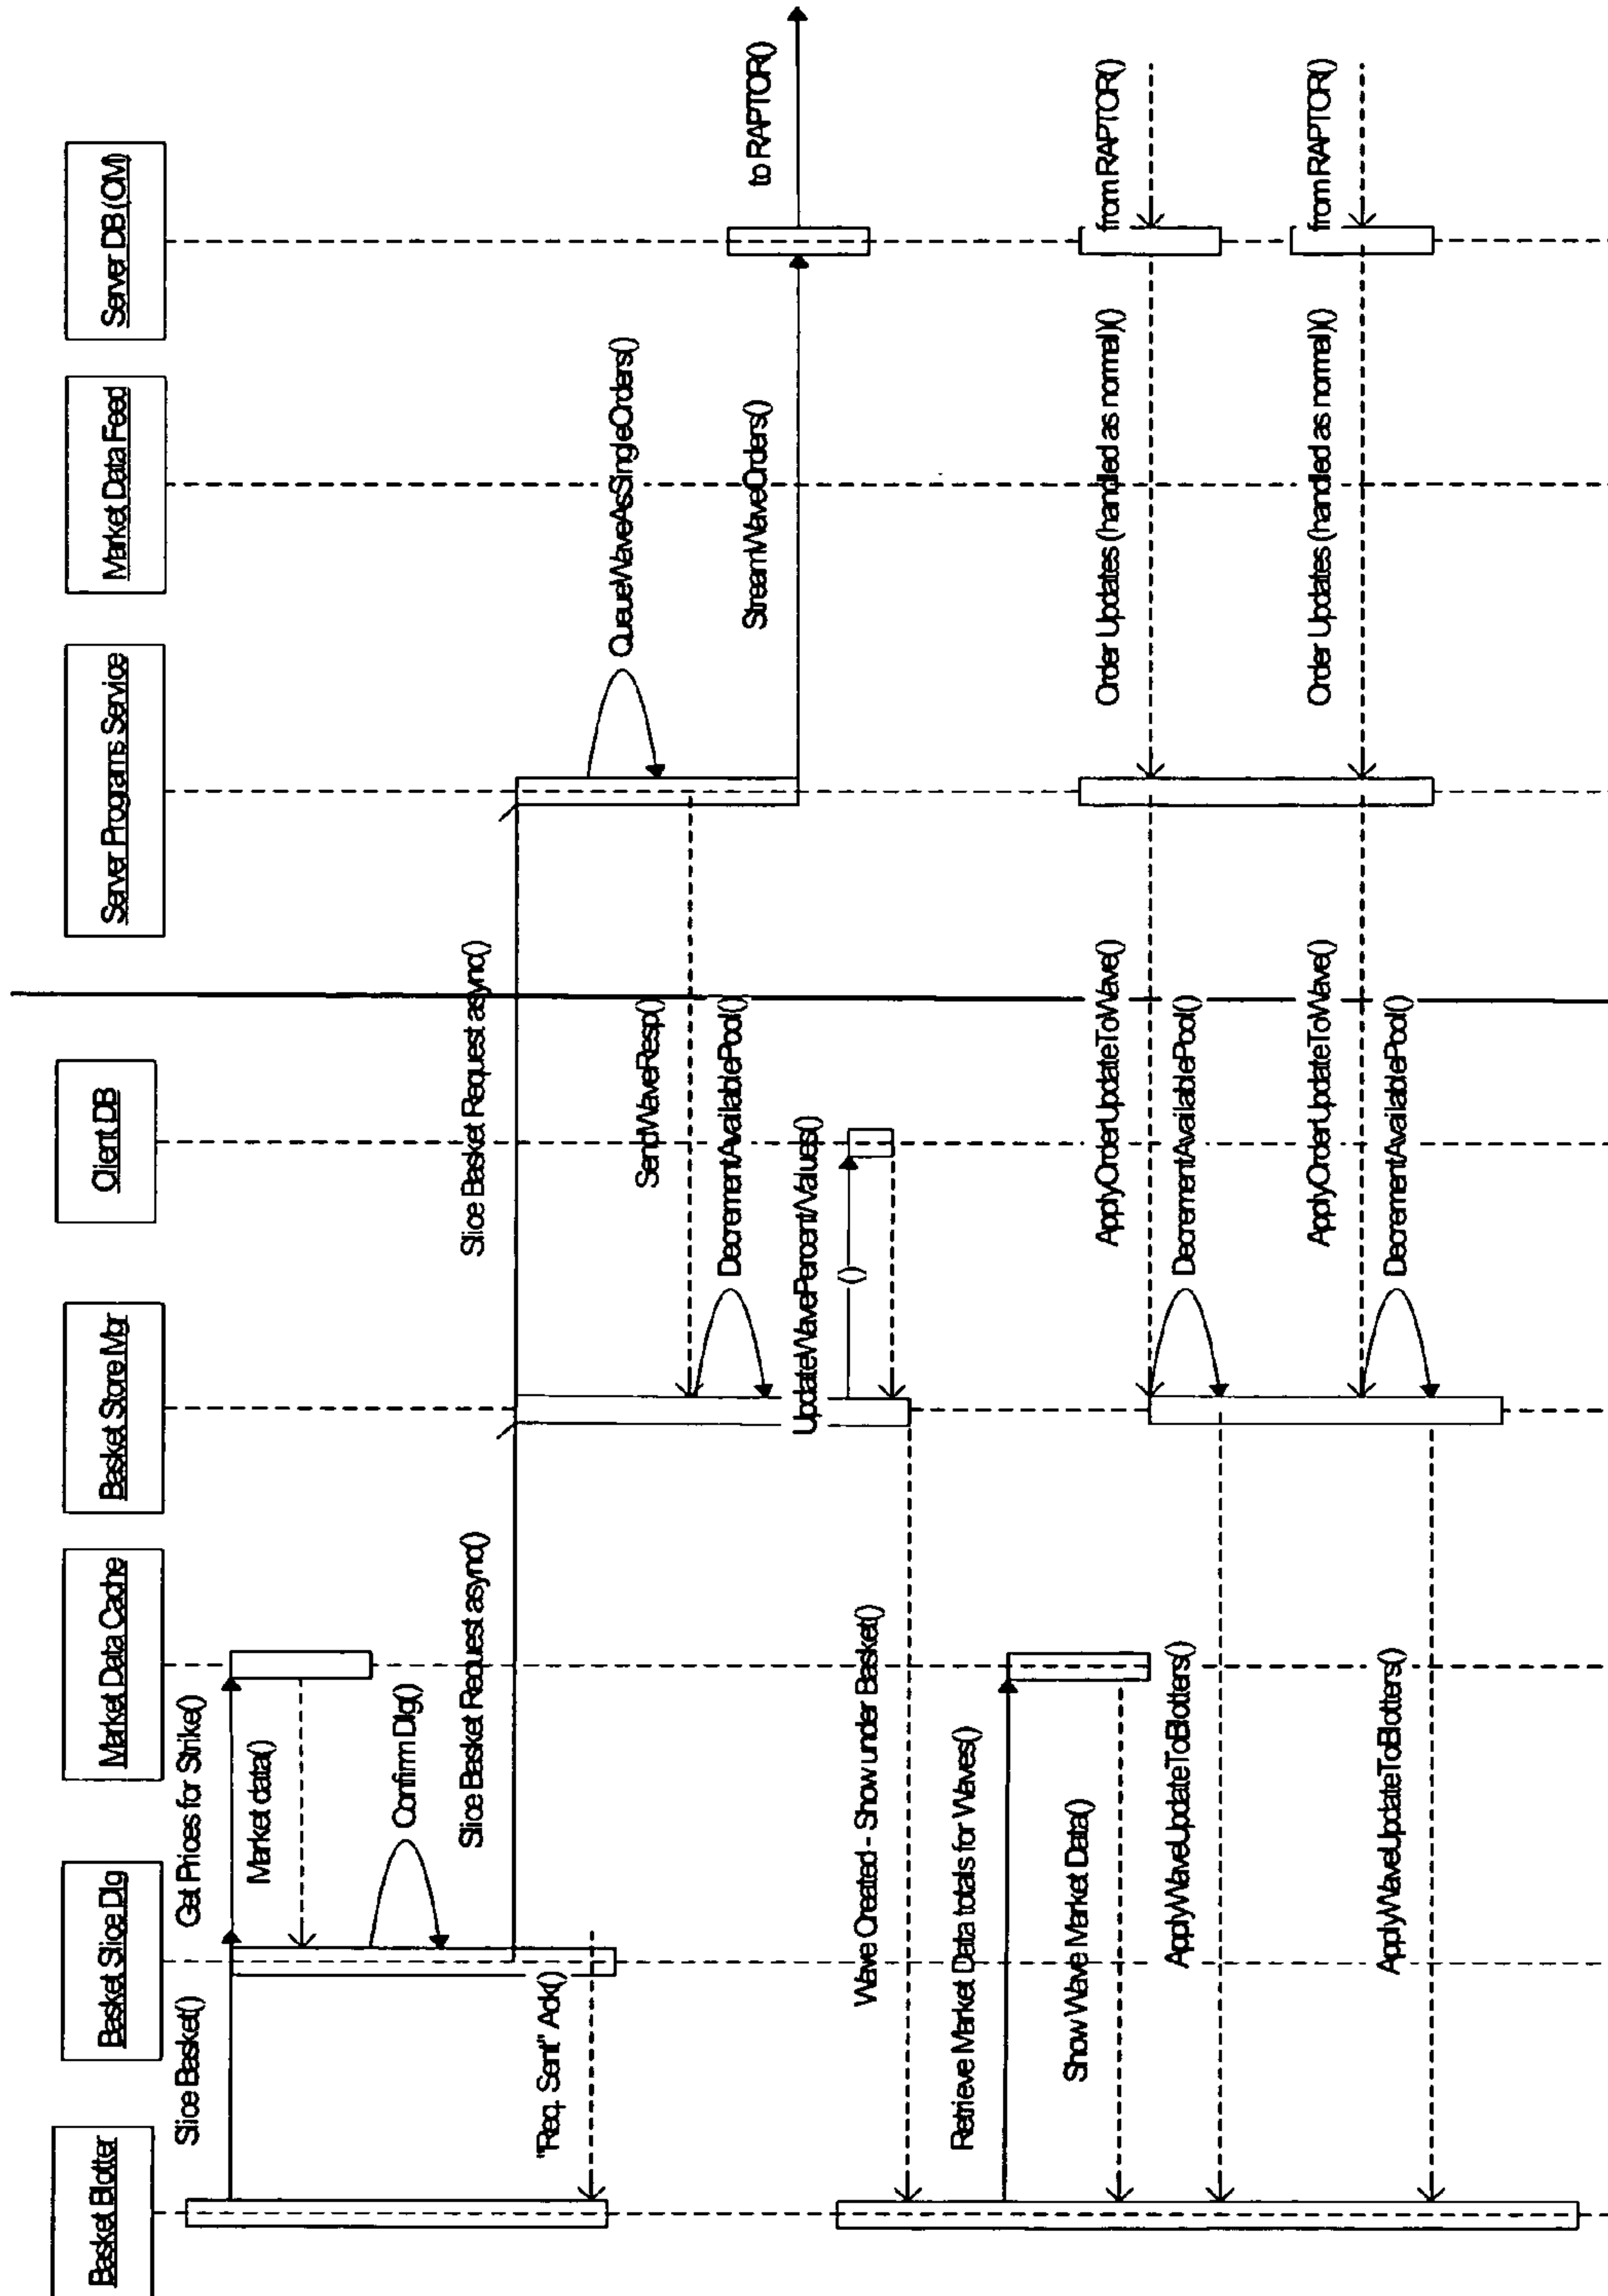 Basket Blotter
Basket Slice Dlg
Market Data Cache
Basket Store Mgr
Client DB
Server Programs Service
Market Data Feed
Server DB (OM)
Slice Basket()
Get Prices for Strike()
Market data()
Confirm Dlg()
Slice Basket Request async()
Slice Basket Request async()
"Req. Sent" Ack()
QueueWaveAsSingleOrders()
SendWaveResp()
DecrementAvailablePool()
StreamWaveOrders()
to RAPTOR()
UpdateWavePercentValues()
()
Wave Created - Show under Basket()
Retrieve Market Data totals for Waves()
Show Wave Market Data()
from RAPTOR()
Order Updates (handled as normal)()
ApplyOrderUpdateToWave()
DecrementAvailablePool()
ApplyWaveUpdateToBlotters()
from RAPTOR()
Order Updates (handled as normal)()
ApplyOrderUpdateToWave()
DecrementAvailablePool()
ApplyWaveUpdateToBlotters()